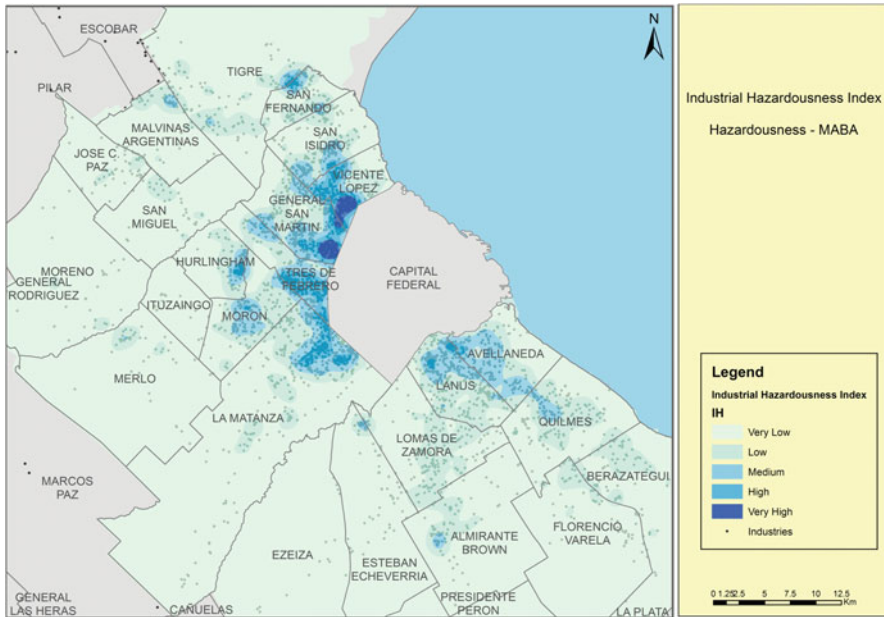 ESCOBAR
N
TIGRE
PILAR
SAN
FERNANDO
MALVINAS
ARGENTINAS
SAN
ISIDRO
JOSE C
PAZ
VICENTE
LOPEZ
GENERAL
SAN
MARTIN
SAN
MIGUEL
HURLINGHAM
MORENO
GENERAL
RODRIGUEZ
TRES DE
FEBRERO
CAPITAL
FEDERAL
ITUZAINGO
MORON
AVELLANEDA
MERLO
LANUS
LA MATANZA
QUILMES
LOMAS DE
ZAMORA
BERAZATEGUI
MARCOS
PAZ
FLORENCIO
VARELA
ALMIRANTE
BROWN
EZEIZA
ESTEBAN
ECHEVERRIA
PRESIDENTE
PERON
GENERAL
LAS HERAS
CAÑUELAS
LA PLATA
Industrial Hazardousness Index
Hazardousness - MABA
Legend
Industrial Hazardousness Index
IH
Very Low
Low
Medium
High
Very High
Industries
0 1.252.5 5 7.5 10 12.5
Km